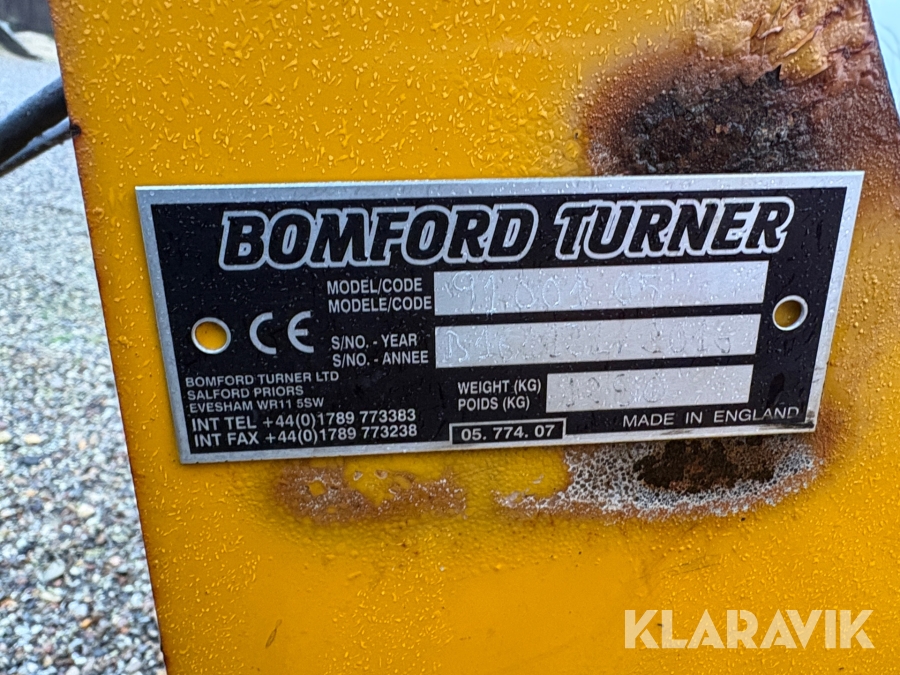 BOMFORD TURNER
MODEL/CODE
MODELE/CODE
CE
S/NO. - YEAR
S/NO. - ANNEE
BOMFORD TURNER LTD
SALFORD PRIORS
EVESHAM WR11 5SW
INT TEL +44(0)1789 773383
INT FAX +44(0)1789 773238
WEIGHT (KG)
POIDS (KG)
05. 774. 07
MADE IN ENGLAND
KLARAVIK